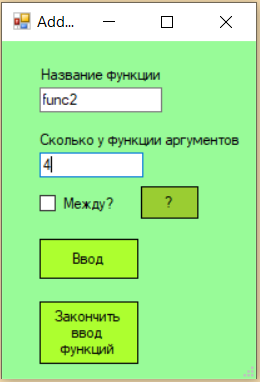 Add...
Название функции
func2
Сколько у функции аргументов
4
Между? ?
Ввод
Закончить
ввод
функций